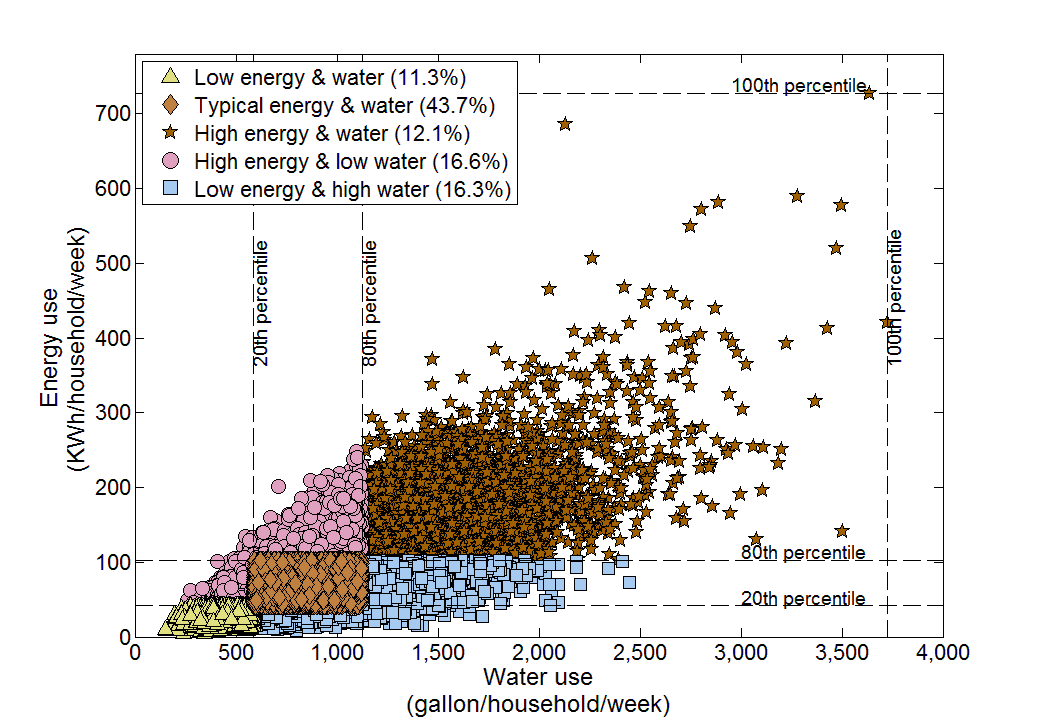 Low energy & water (11.3%)
Typical energy & water (43.7%)
High energy & water (12.1%)
High energy & low water (16.6%)
Low energy & high water (16.3%)
100th percentile
80th percentile
20th percentile
20th percentile
80th percentile
100th percentile
Energy use
(KWh/household/week)
700
600
500
400
300
200
100
0
0
500
1,000
1,500
2,000
2,500
3,000
3,500
4,000
Water use
(gallon/household/week)